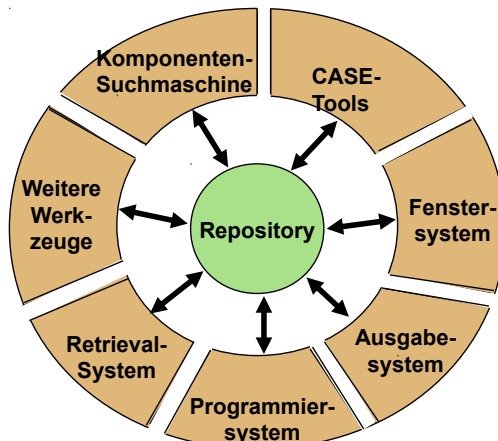 Komponenten-
Suchmaschine
CASE-
Tools
Weitere
Werk-
zeuge
Repository
Fenster-
system
Retrieval-
System
Ausgabe-
system
Programmier-
system